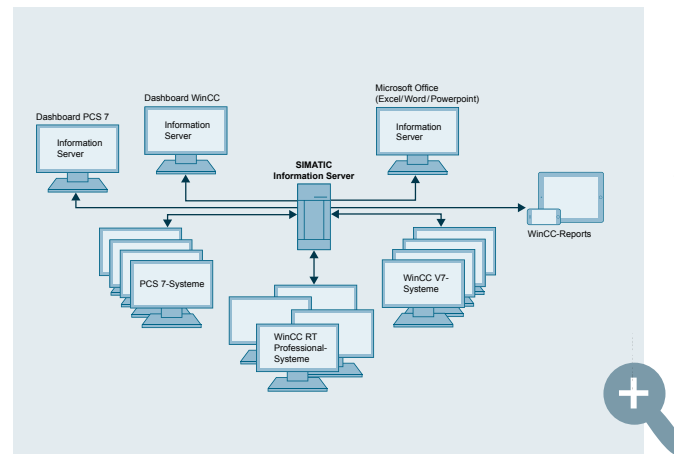 Microsoft Office
(Excel/Word/Powerpoint)
Dashboard WinCC
Dashboard PCS 7
Information
Server
Information
Server
Information
Server
SIMATIC
Information Server
WinCC-Reports
PCS 7-Systeme
WinCC V7-
Systeme
WinCC RT
Professional-
Systeme